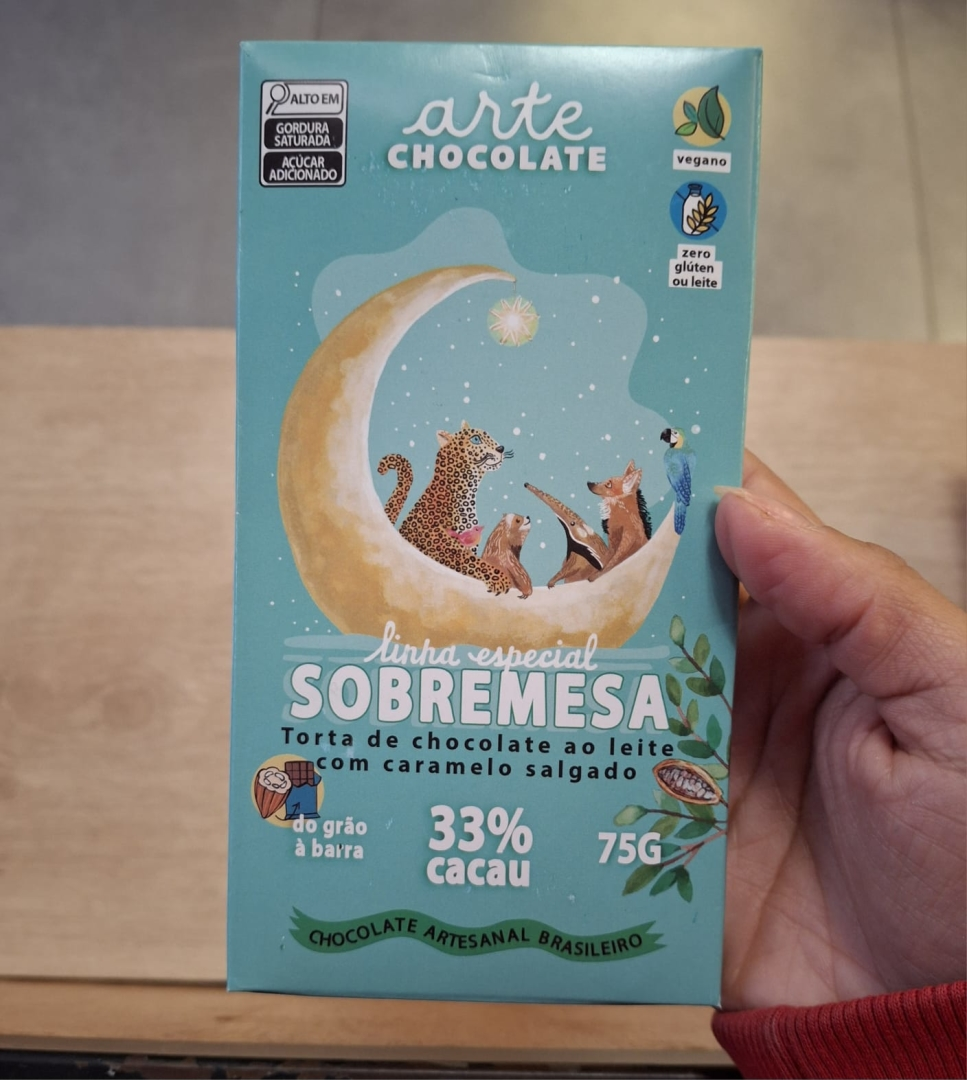 ALTO EM
GORDURA
SATURADA
AÇÚCAR
ADICIONADO
arte
CHOCOLATE
vegano
zero
glúten
ou leite
linha especial
SOBREMESA
Torta de chocolate ao leite
com caramelo salgado
do grão
à barra
33%
cacau
75G
CHOCOLATE ARTESANAL BRASILEIRO